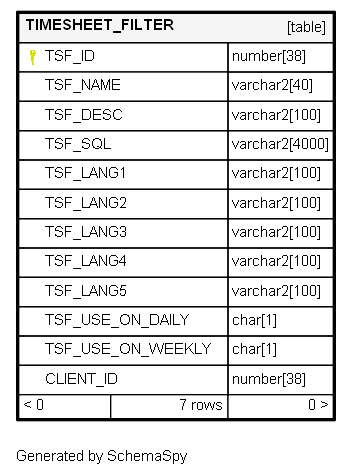 TIMESHEET_FILTER [table]
TSF_ID number[38]
TSF_NAME varchar2[40]
TSF_DESC varchar2[100]
TSF_SQL varchar2[4000]
TSF_LANG1 varchar2[100]
TSF_LANG2 varchar2[100]
TSF_LANG3 varchar2[100]
TSF_LANG4 varchar2[100]
TSF_LANG5 varchar2[100]
TSF_USE_ON_DAILY char[1]
TSF_USE_ON_WEEKLY char[1]
CLIENT_ID number[38]
< 0 7 rows 0 >
Generated by SchemaSpy